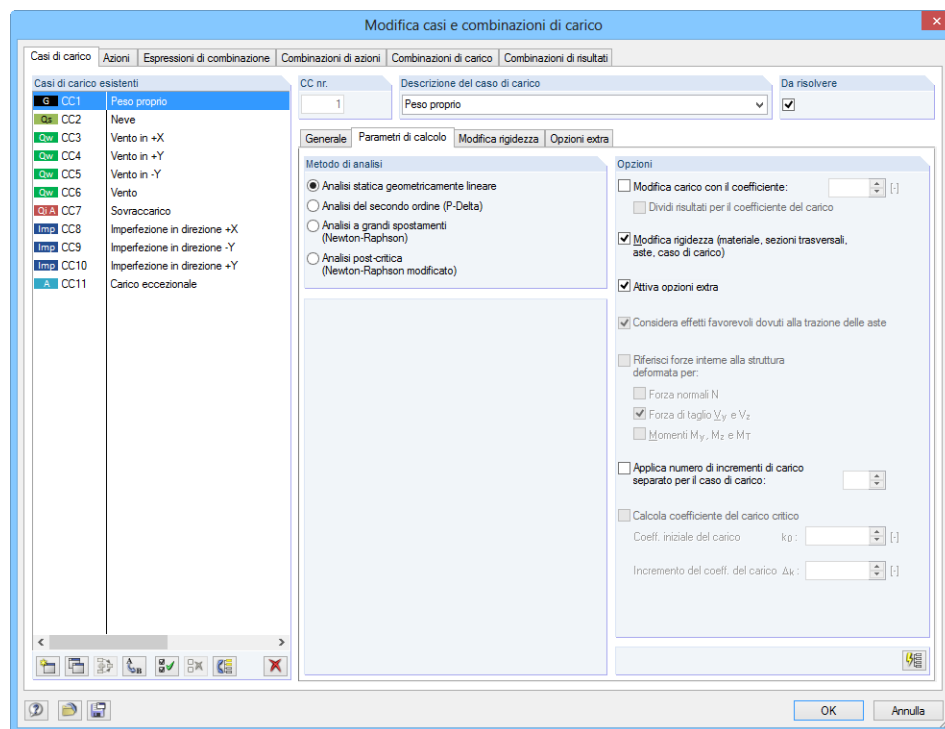 Modifica casi e combinazioni di carico
Casi di carico
Azioni
Espressioni di combinazione
Combinazioni di azioni
Combinazioni di carico
Combinazioni di risultati
Casi di carico esistenti
G CC1 Peso proprio
Qs CC2 Neve
Qw CC3 Vento in +X
Qw CC4 Vento in +Y
Qw CC5 Vento in -Y
Qw CC6 Vento
Qi A CC7 Sovraccarico
Imp CC8 Imperfezione in direzione +X
Imp CC9 Imperfezione in direzione -Y
Imp CC10 Imperfezione in direzione +Y
A CC11 Carico eccezionale
CC nr.
1
Descrizione del caso di carico
Peso proprio
Da risolvere
Generale
Parametri di calcolo
Modifica rigidezza
Opzioni extra
Metodo di analisi
Analisi statica geometricamente lineare
Analisi del secondo ordine (P-Delta)
Analisi a grandi spostamenti
(Newton-Raphson)
Analisi post-critica
(Newton-Raphson modificato)
Opzioni
Modifica carico con il coefficiente: [-]
Dividi risultati per il coefficiente del carico
Modifica rigidezza (materiale, sezioni trasversali,
aste, caso di carico)
Attiva opzioni extra
Considera effetti favorevoli dovuti alla trazione delle aste
Riferisci forze interne alla struttura
deformata per:
Forza normali N
Forza di taglio Vy e Vz
Momenti My, Mz e MT
Applica numero di incrementi di carico
separato per il caso di carico:
Calcola coefficiente del carico critico
Coeff. iniziale del carico k0 : [-]
Incremento del coeff. del carico Δk : [-]
OK
Annulla